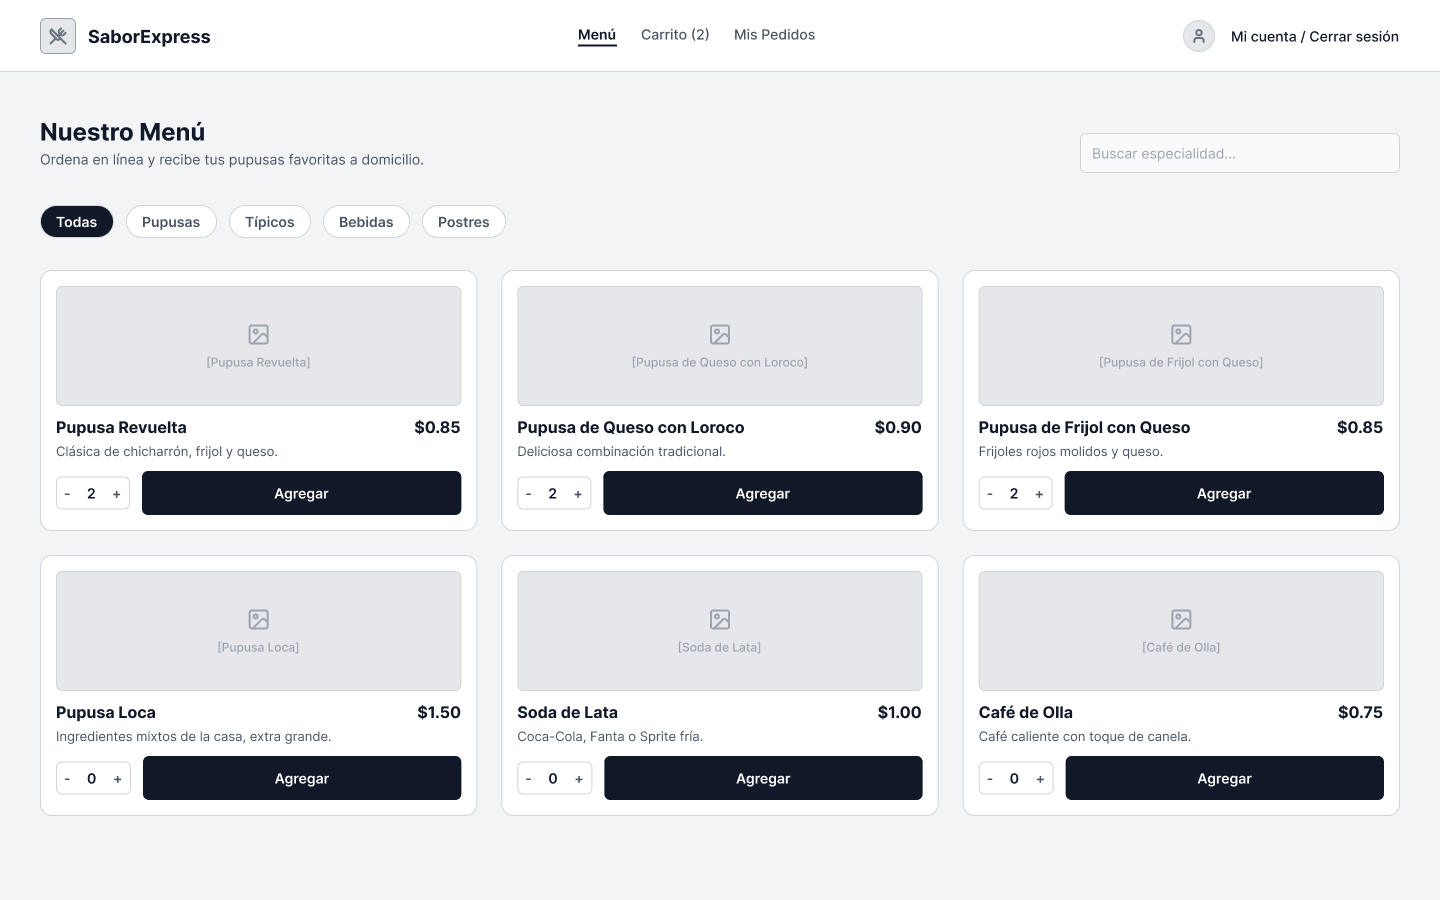 SaborExpress
Menú
Carrito (2)
Mis Pedidos
Mi cuenta / Cerrar sesión
Nuestro Menú
Ordena en línea y recibe tus pupusas favoritas a domicilio.
Buscar especialidad...
Todas
Pupusas
Típicos
Bebidas
Postres
[Pupusa Revuelta]
Pupusa Revuelta
$0.85
Clásica de chicharrón, frijol y queso.
- 2 +
Agregar
[Pupusa de Queso con Loroco]
Pupusa de Queso con Loroco
$0.90
Deliciosa combinación tradicional.
- 2 +
Agregar
[Pupusa de Frijol con Queso]
Pupusa de Frijol con Queso
$0.85
Frijoles rojos molidos y queso.
- 2 +
Agregar
[Pupusa Loca]
Pupusa Loca
$1.50
Ingredientes mixtos de la casa, extra grande.
- 0 +
Agregar
[Soda de Lata]
Soda de Lata
$1.00
Coca-Cola, Fanta o Sprite fría.
- 0 +
Agregar
[Café de Olla]
Café de Olla
$0.75
Café caliente con toque de canela.
- 0 +
Agregar